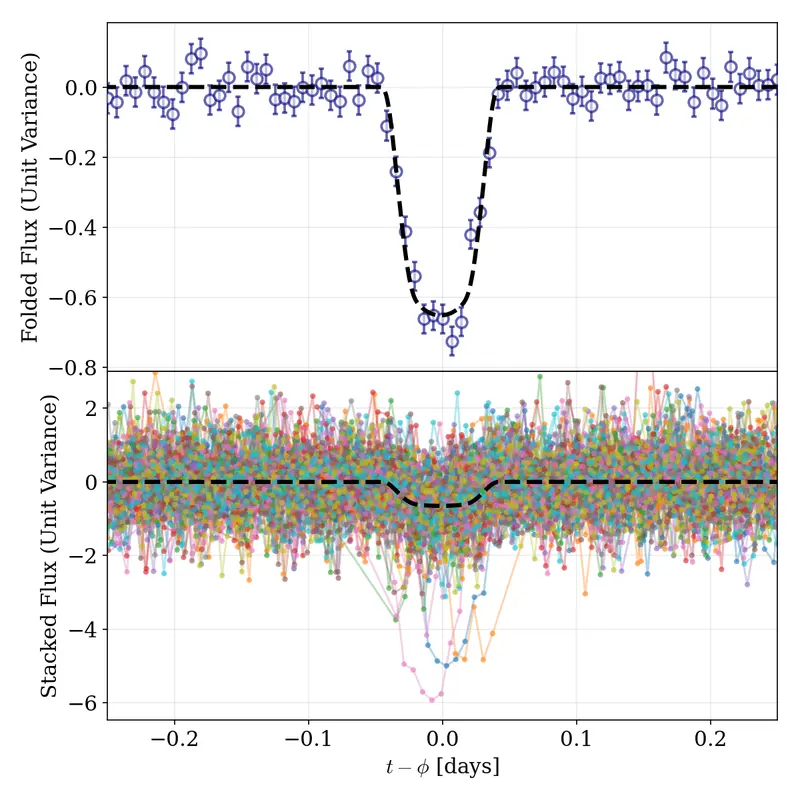 Folded Flux (Unit Variance)
0.0
−0.2
−0.4
−0.6
−0.8
Stacked Flux (Unit Variance)
2
0
−2
−4
−6
−0.2 −0.1 0.0 0.1 0.2
t − ϕ [days]